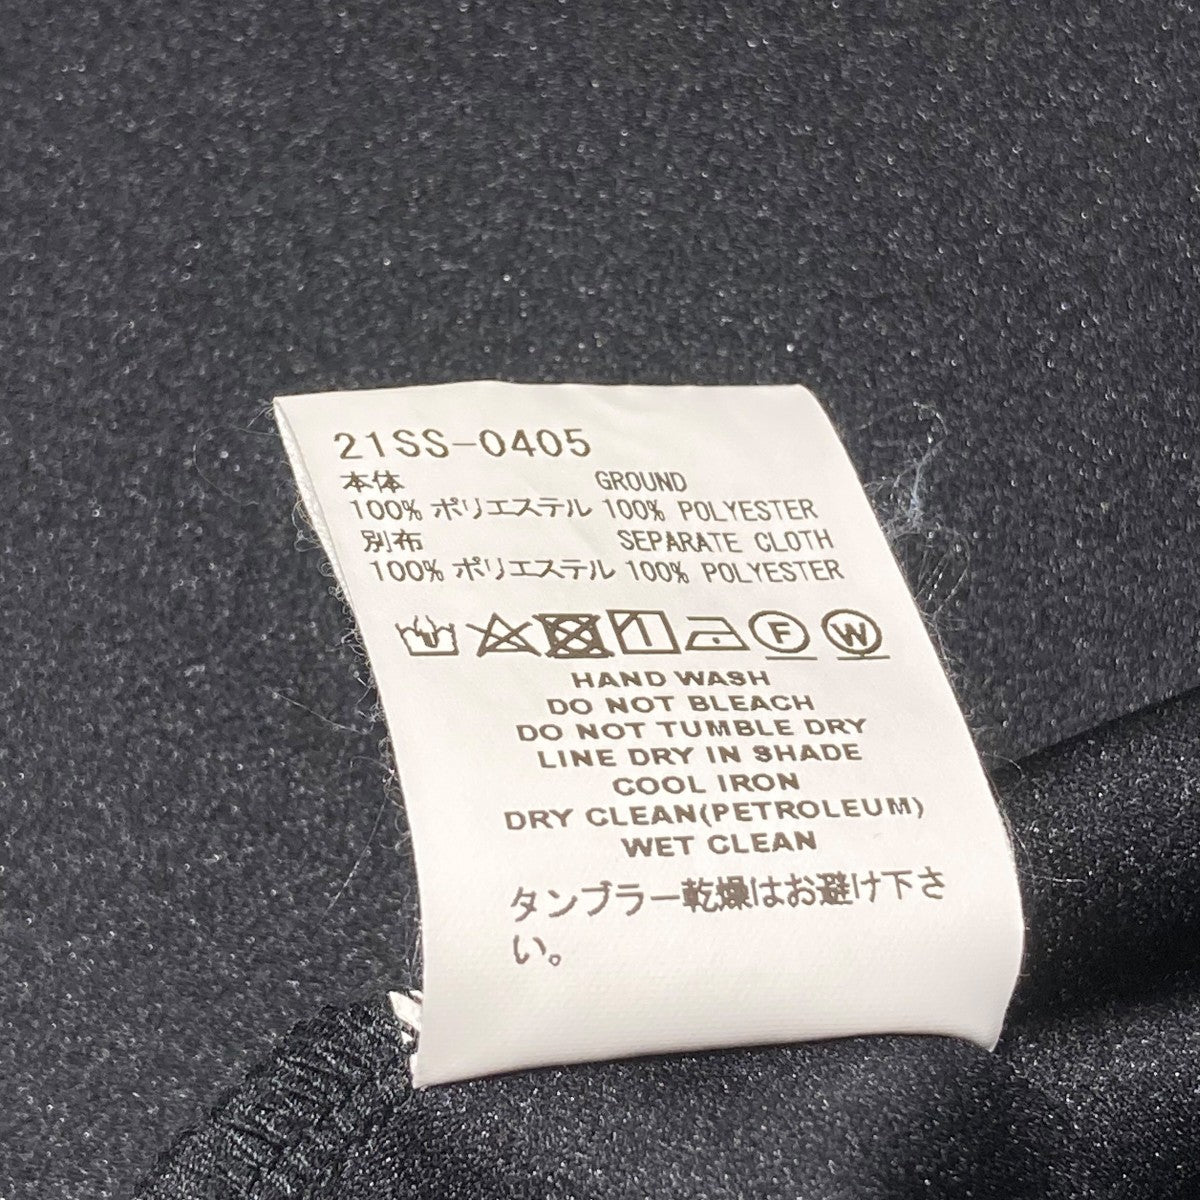 21SS-0405
本体 GROUND
100% ポリエステル 100% POLYESTER
別布 SEPARATE CLOTH
100% ポリエステル 100% POLYESTER
F W
HAND WASH
DO NOT BLEACH
DO NOT TUMBLE DRY
LINE DRY IN SHADE
COOL IRON
DRY CLEAN(PETROLEUM)
WET CLEAN
タンブラー乾燥はお避け下さ
い。